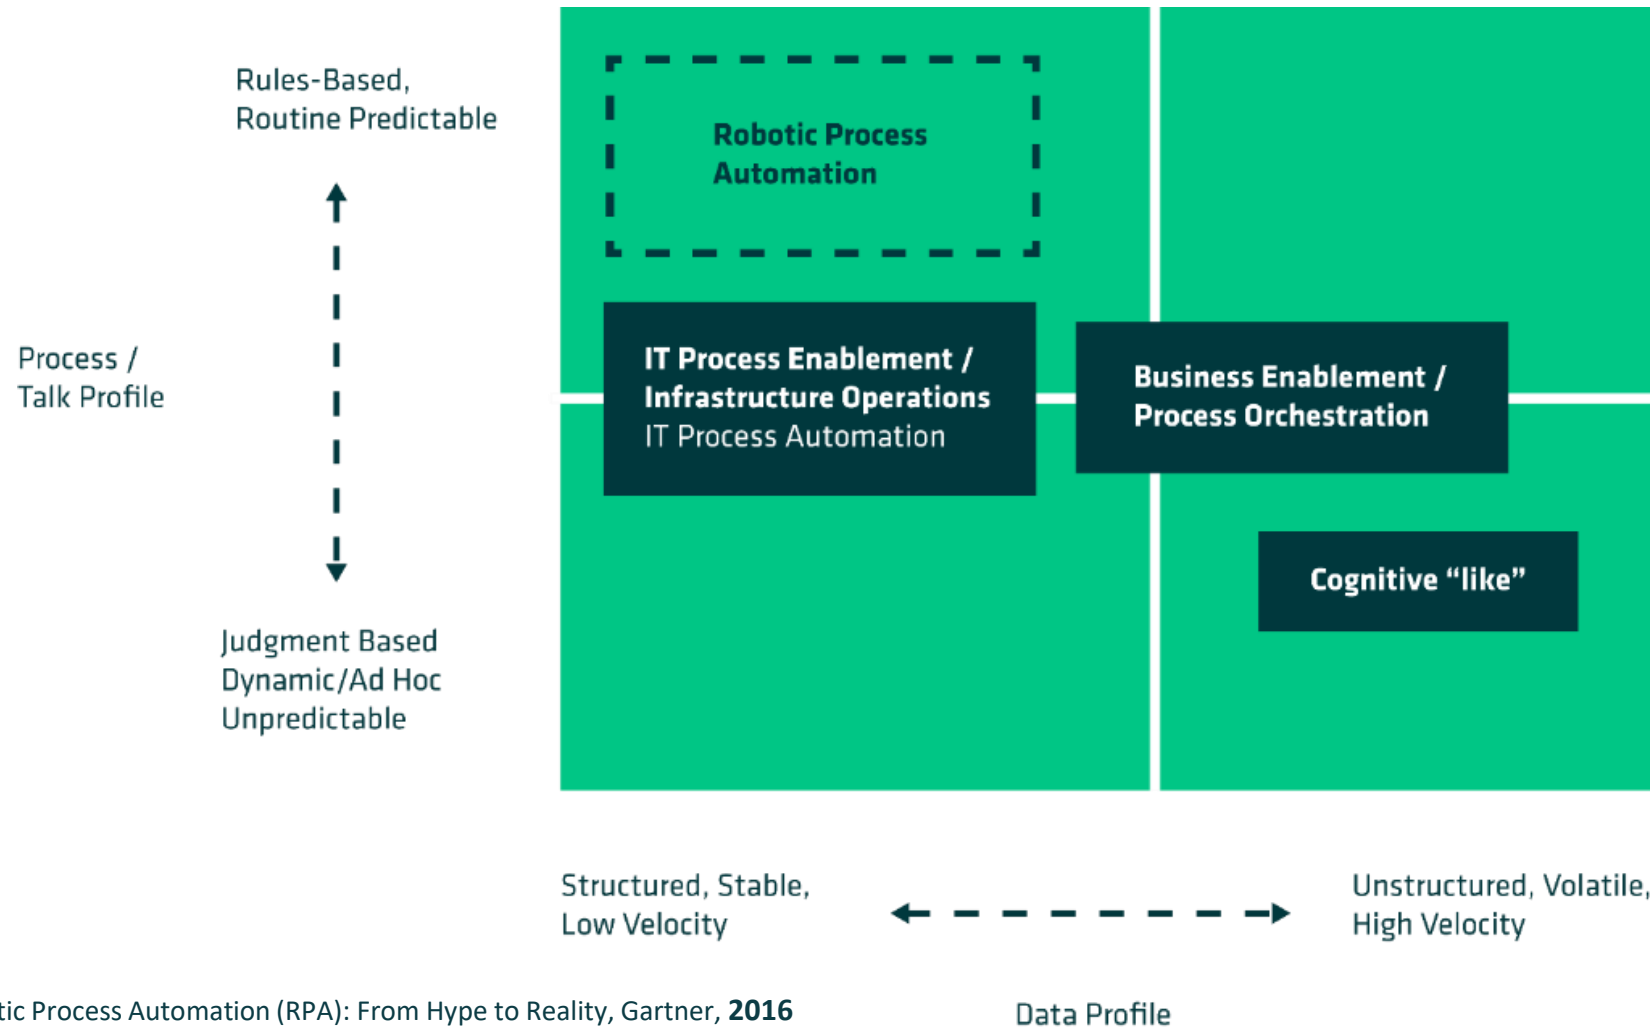 Rules-Based,
Routine Predictable
Robotic Process
Automation
Process /
Talk Profile
IT Process Enablement /
Infrastructure Operations
IT Process Automation
Business Enablement /
Process Orchestration
Cognitive “like”
Judgment Based
Dynamic/Ad Hoc
Unpredictable
Structured, Stable,
Low Velocity
Unstructured, Volatile,
High Velocity
Data Profile
tic Process Automation (RPA): From Hype to Reality, Gartner, 2016